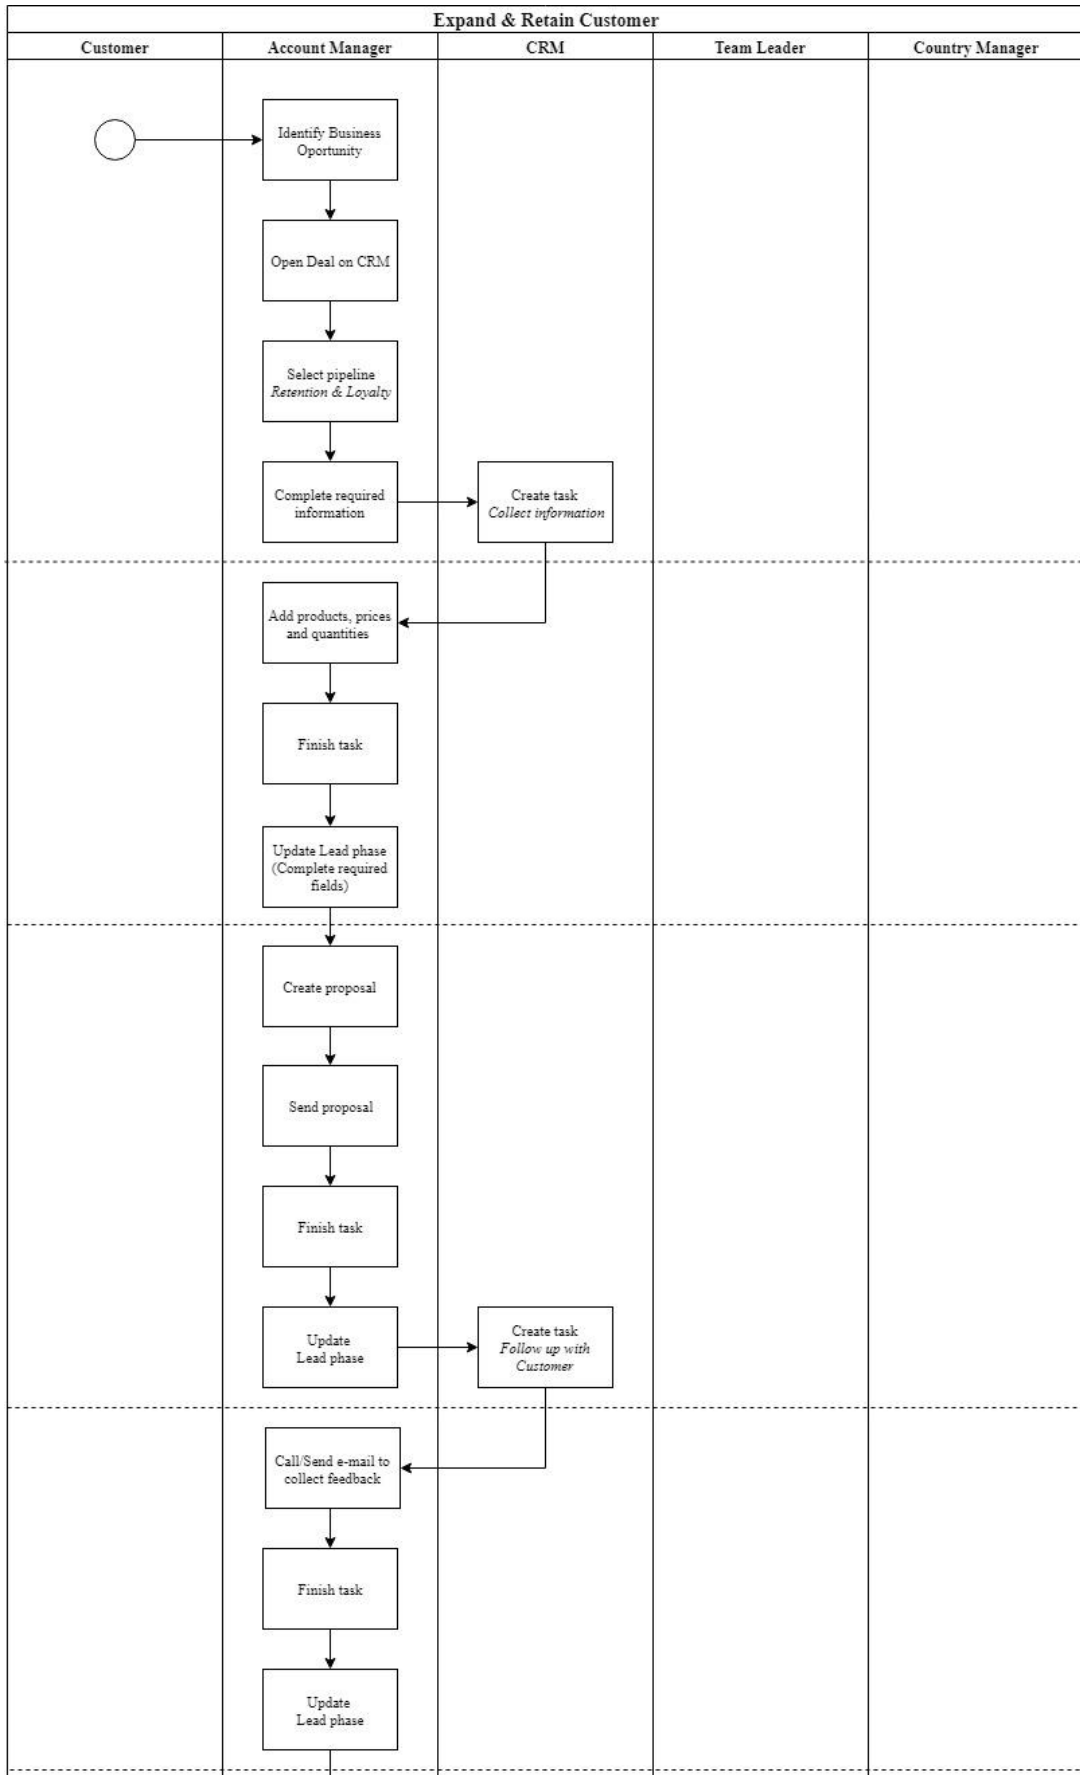 Expand & Retain Customer
Customer
Account Manager
CRM
Team Leader
Country Manager
Identify Business
Oportunity
Open Deal on CRM
Select pipeline
Retention & Loyalty
Complete required
information
Create task
Collect information
Add products, prices
and quantities
Finish task
Update Lead phase
(Complete required
fields)
Create proposal
Send proposal
Finish task
Update
Lead phase
Create task
Follow up with
Customer
Call/Send e-mail to
collect feedback
Finish task
Update
Lead phase